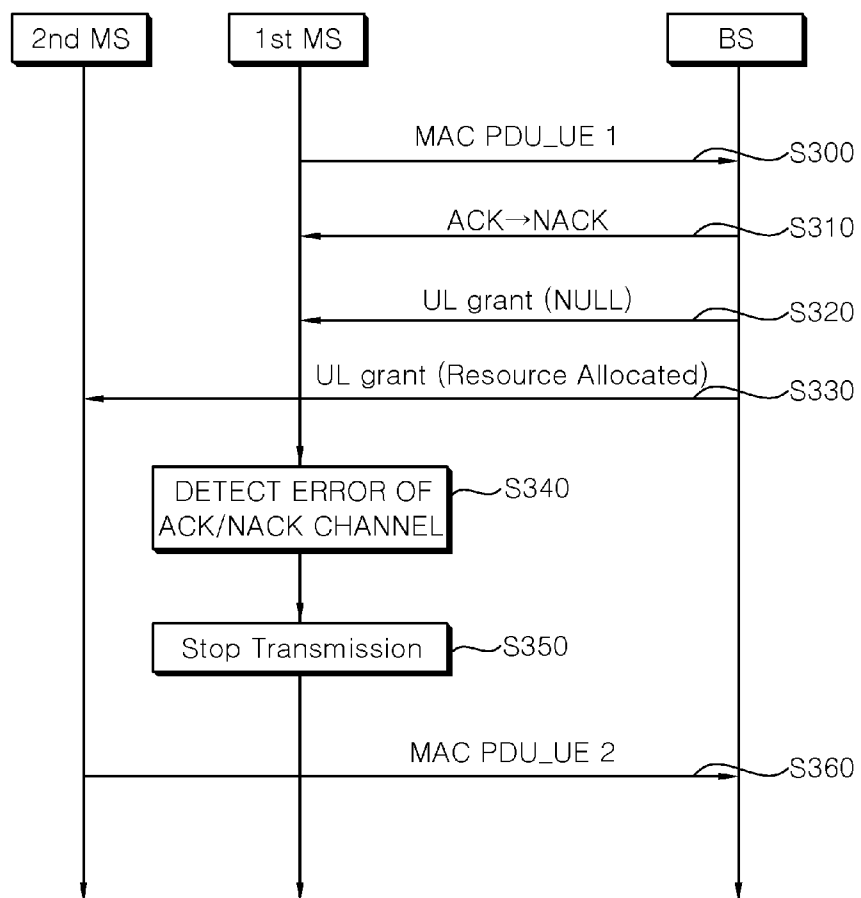 2nd MS
1st MS
BS
MAC PDU_UE 1
S300
ACK→NACK
S310
UL grant (NULL)
S320
UL grant (Resource Allocated)
S330
DETECT ERROR OF
ACK/NACK CHANNEL
S340
Stop Transmission
S350
MAC PDU_UE 2
S360